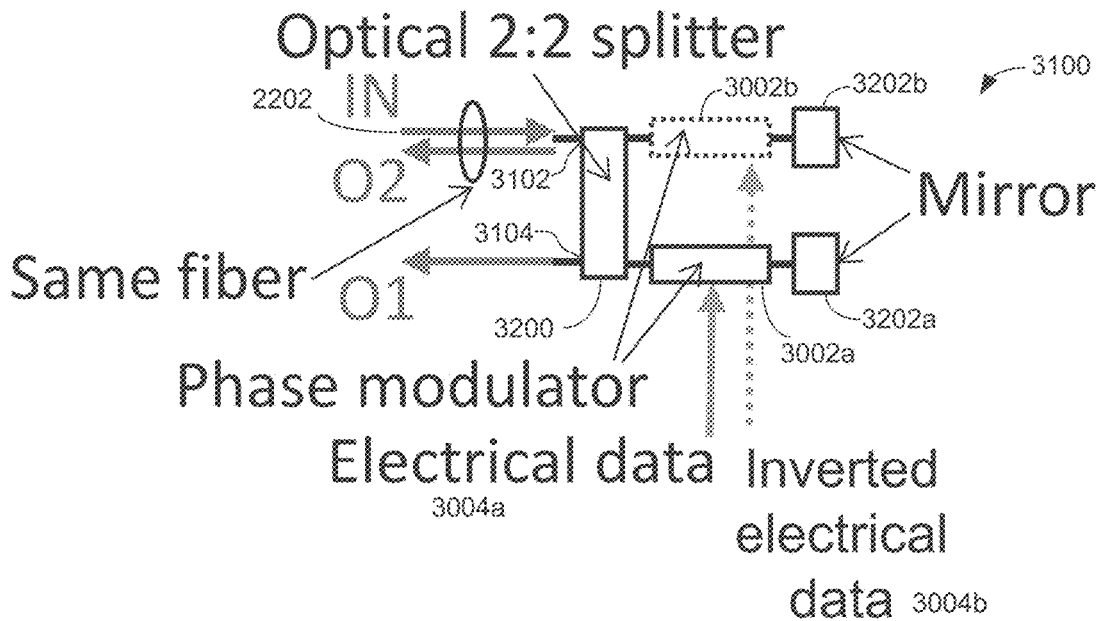 Optical 2:2 splitter
3100
IN
3002b
3202b
2202
O2
3102
Mirror
3104
Same fiber
O1
3200
3202a
3002a
Phase modulator
Electrical data
3004a
Inverted
electrical
data 3004b